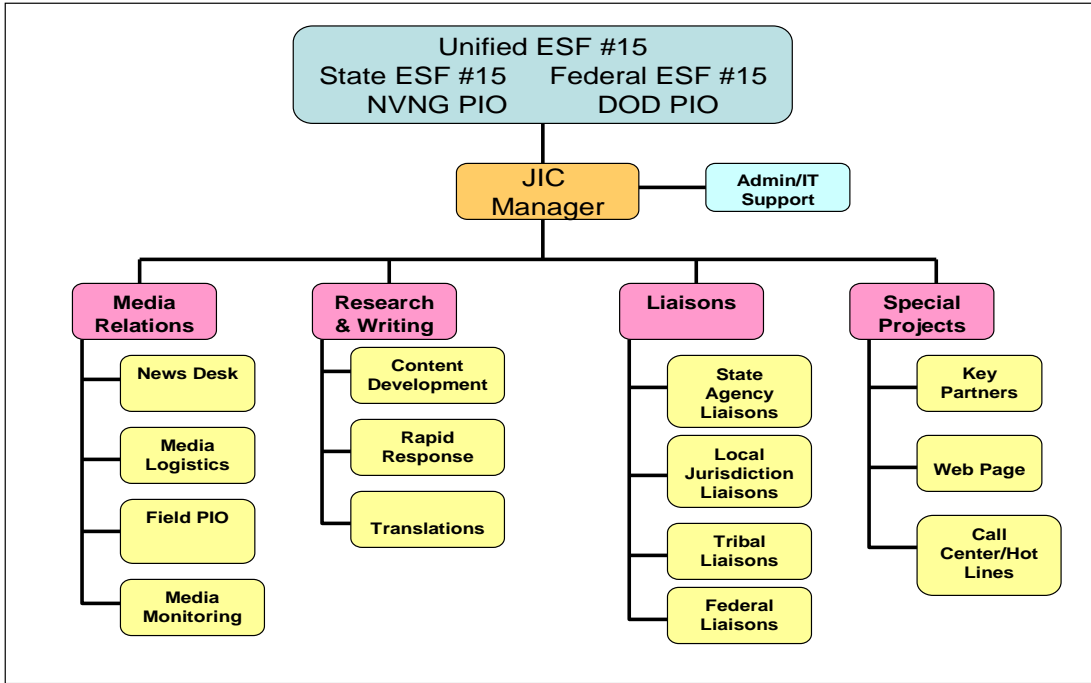 Unified ESF #15
State ESF #15 Federal ESF #15
NVNG PIO DOD PIO
JIC
Manager
Admin/IT
Support
Media
Relations
News Desk
Media
Logistics
Field PIO
Media
Monitoring
Research
& Writing
Content
Development
Rapid
Response
Translations
Liaisons
State
Agency
Liaisons
Local
Jurisdiction
Liaisons
Tribal
Liaisons
Federal
Liaisons
Special
Projects
Key
Partners
Web Page
Call
Center/Hot
Lines